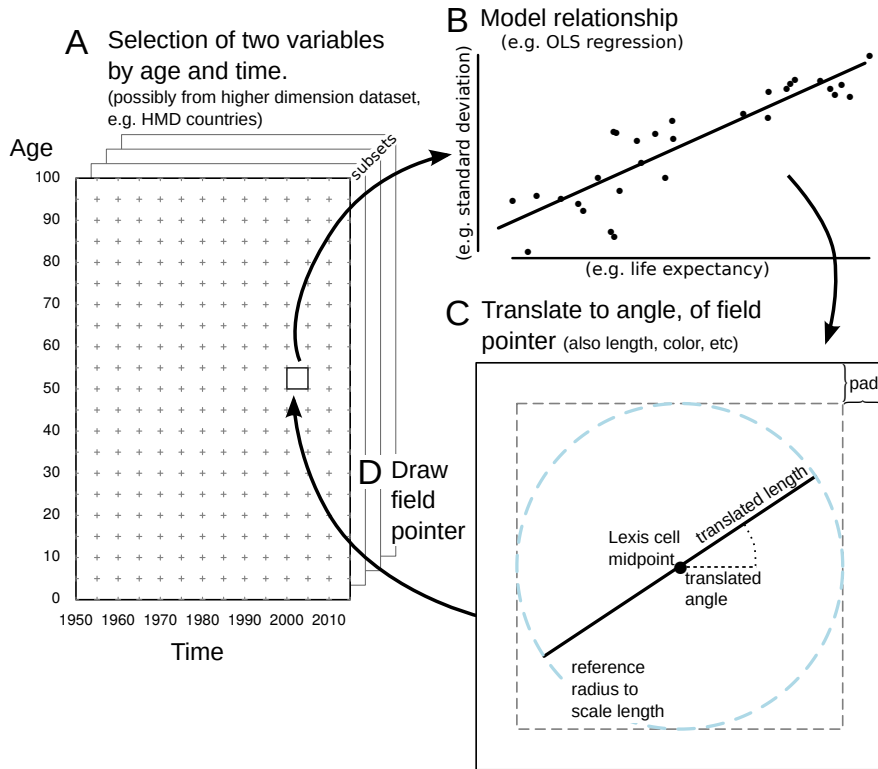 A Selection of two variables
by age and time.
(possibly from higher dimension dataset,
e.g. HMD countries)
Age
subsets
100
90
80
70
60
50
40
30
20
10
0
1950 1960 1970 1980 1990 2000 2010
Time
B Model relationship
(e.g. OLS regression)
(e.g. standard deviation)
(e.g. life expectancy)
C Translate to angle, of field
pointer (also length, color, etc)
pad
translated length
Lexis cell
midpoint
translated
angle
reference
radius to
scale length
D Draw
field
pointer